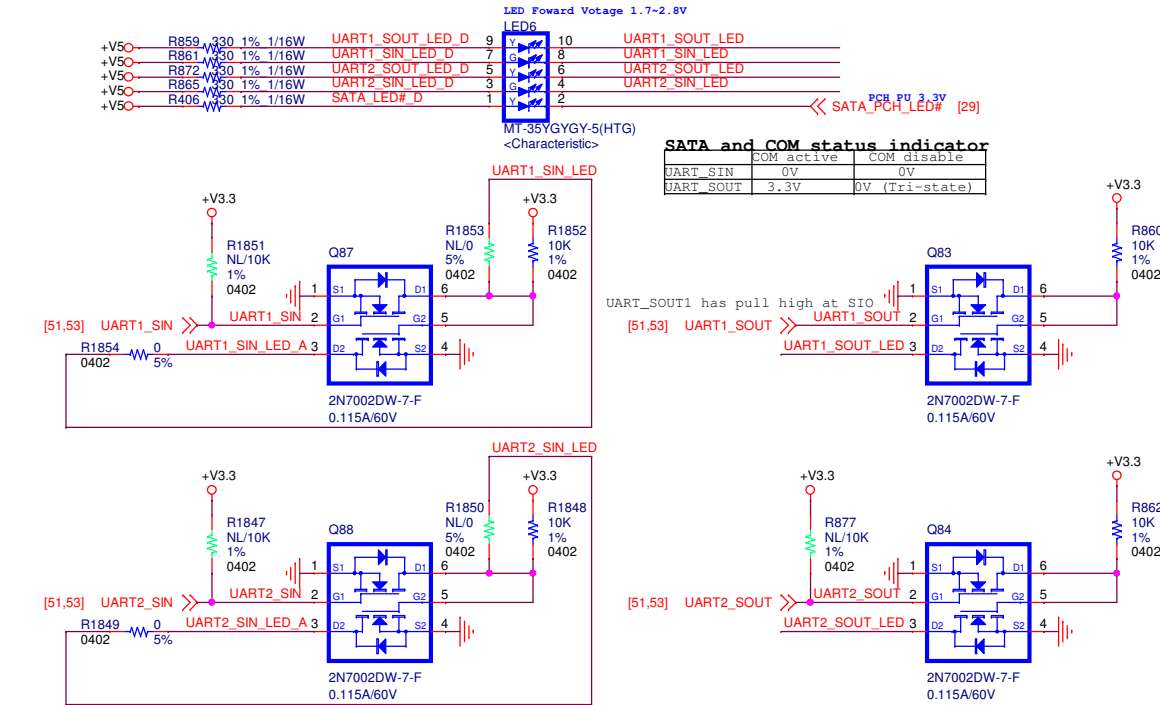 LED Foward Votage 1.7~2.8V
LED6
+V5 R859 330 1% 1/16W UART1_SOUT_LED_D 9 Y 10 UART1_SOUT_LED
+V5 R861 330 1% 1/16W UART1_SIN_LED_D 7 G 8 UART1_SIN_LED
+V5 R872 330 1% 1/16W UART2_SOUT_LED_D 5 Y 6 UART2_SOUT_LED
+V5 R865 330 1% 1/16W UART2_SIN_LED_D 3 G 4 UART2_SIN_LED
+V5 R406 330 1% 1/16W SATA_LED#_D 1 Y 2 SATA_PCH_LED# [29]
PCH PU 3.3V
MT-35YGYGY-5(HTG)
<Characteristic>
SATA and COM status indicator
COM active COM disable
UART_SIN 0V 0V
UART_SOUT 3.3V 0V (Tri-state)
UART1_SIN_LED
+V3.3 +V3.3
R1851
NL/10K
1%
0402
Q87
R1853
NL/0
5%
0402
R1852
10K
1%
0402
1 S1 D1 6
[51,53] UART1_SIN UART1_SIN 2 G1 G2 5
R1854 0 UART1_SIN_LED_A 3 D2 S2 4
0402 5%
2N7002DW-7-F
0.115A/60V
+V3.3
R860
10K
1%
0402
Q83
UART_SOUT1 has pull high at SIO
1 S1 D1 6
[51,53] UART1_SOUT UART1_SOUT 2 G1 G2 5
UART1_SOUT_LED 3 D2 S2 4
2N7002DW-7-F
0.115A/60V
UART2_SIN_LED
+V3.3 +V3.3
R1847
NL/10K
1%
0402
Q88
R1850
NL/0
5%
0402
R1848
10K
1%
0402
1 S1 D1 6
[51,53] UART2_SIN UART2_SIN 2 G1 G2 5
R1849 0 UART2_SIN_LED_A 3 D2 S2 4
0402 5%
2N7002DW-7-F
0.115A/60V
+V3.3 +V3.3
R877
NL/10K
1%
0402
Q84
R862
10K
1%
0402
1 S1 D1 6
[51,53] UART2_SOUT UART2_SOUT 2 G1 G2 5
UART2_SOUT_LED 3 D2 S2 4
2N7002DW-7-F
0.115A/60V